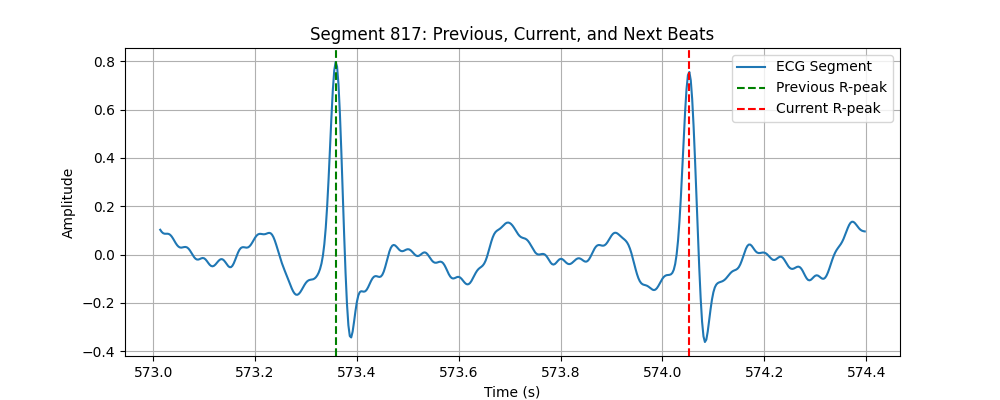 Segment 817: Previous, Current, and Next Beats
ECG Segment
Previous R-peak
Current R-peak
Amplitude
0.8
0.6
0.4
0.2
0.0
−0.2
−0.4
573.0 573.2 573.4 573.6 573.8 574.0 574.2 574.4
Time (s)